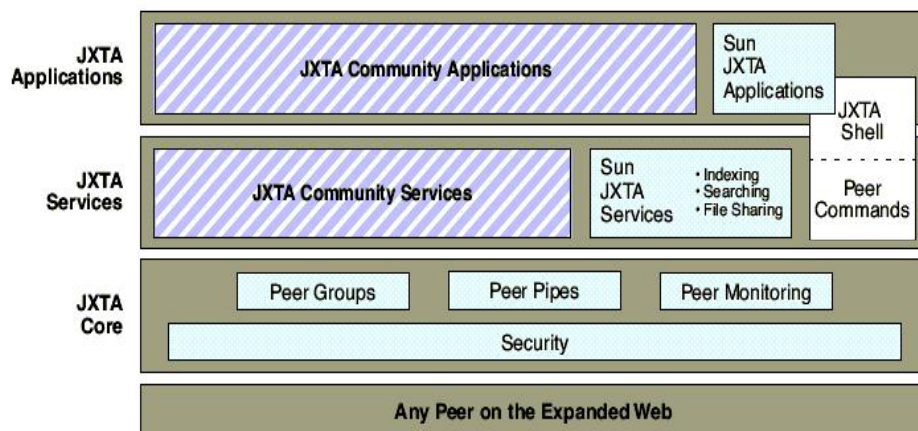 JXTA
Applications
JXTA Community Applications
Sun
JXTA
Applications
JXTA
Shell
Peer
Commands
JXTA
Services
JXTA Community Services
Sun
JXTA
Services
• Indexing
• Searching
• File Sharing
JXTA
Core
Peer Groups
Peer Pipes
Peer Monitoring
Security
Any Peer on the Expanded Web